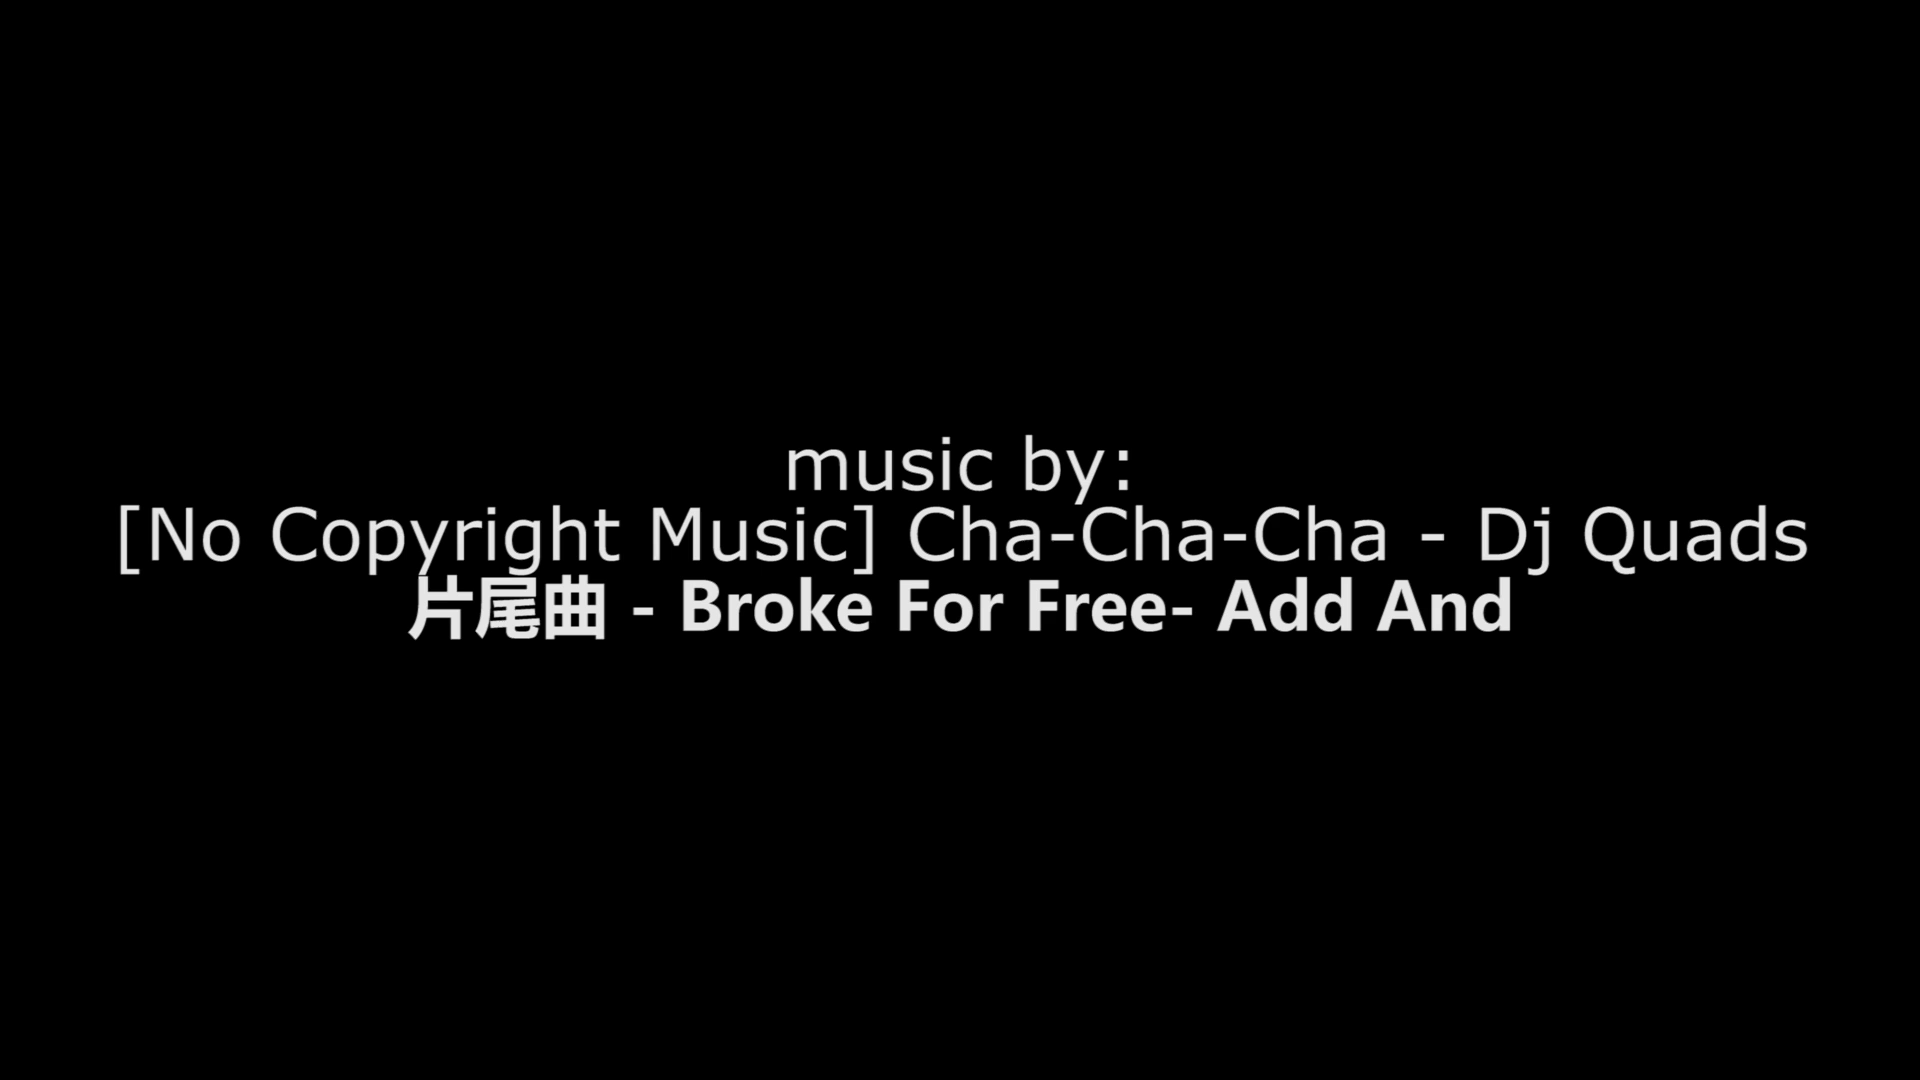 music by:
[No Copyright Music] Cha-Cha-Cha - Dj Quads
片尾曲 - Broke For Free- Add And